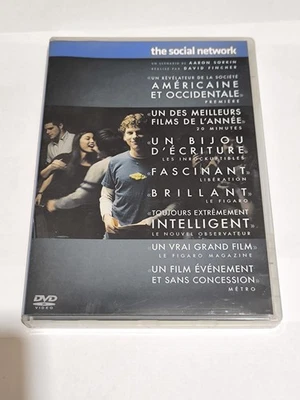 the social network
UN SCÉNARIO DE AARON SORKIN
RÉALISÉ PAR DAVID FINCHER
«UN RÉVÉLATEUR DE LA SOCIÉTÉ
AMÉRICAINE
ET OCCIDENTALE»
PREMIÈRE
«UN DES MEILLEURS
FILMS DE L'ANNÉE»
20 MINUTES
«UN BIJOU
D'ÉCRITURE»
LES INROCKUPTIBLES
«FASCINANT»
LIBÉRATION
«BRILLANT»
LE FIGARO
«TOUJOURS EXTRÊMEMENT
INTELLIGENT»
LE NOUVEL OBSERVATEUR
«UN VRAI GRAND FILM»
LE FIGARO MAGAZINE
«UN FILM ÉVÉNEMENT
ET SANS CONCESSION»
MÉTRO
DVD
VIDEO